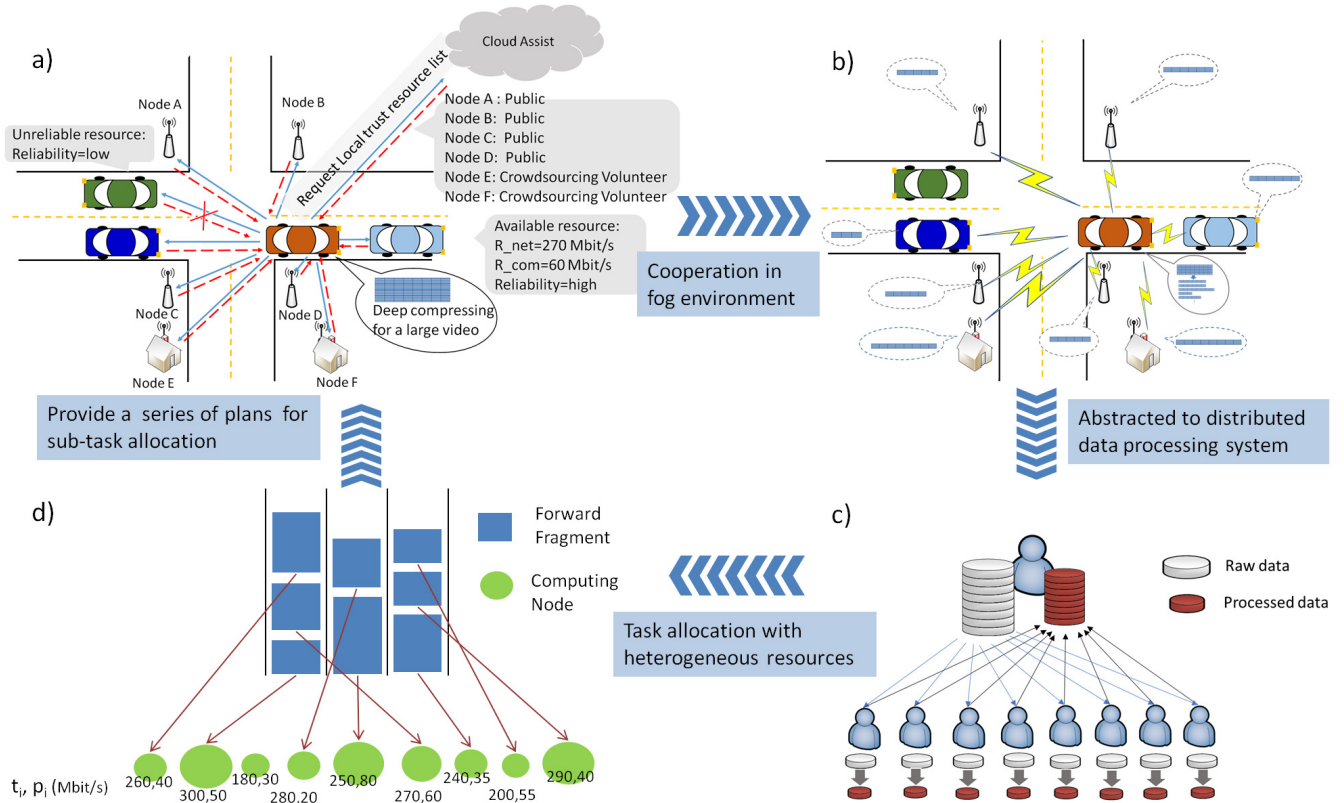 a)
Cloud Assist
Request Local trust resource list
Node A
Node B
Unreliable resource:
Reliability=low
Node A : Public
Node B: Public
Node C: Public
Node D: Public
Node E: Crowdsourcing Volunteer
Node F: Crowdsourcing Volunteer
Available resource:
R_net=270 Mbit/s
R_com=60 Mbit/s
Reliability=high
Deep compressing
for a large video
Node C
Node D
Node E
Node F
Cooperation in
fog environment
b)
Provide a series of plans for
sub-task allocation
Abstracted to distributed
data processing system
d)
Forward
Fragment
Computing
Node
Task allocation with
heterogeneous resources
c)
Raw data
Processed data
t_i, p_i (Mbit/s)
260,40
300,50
180,30
280.20
250,80
270,60
240,35
200,55
290,40